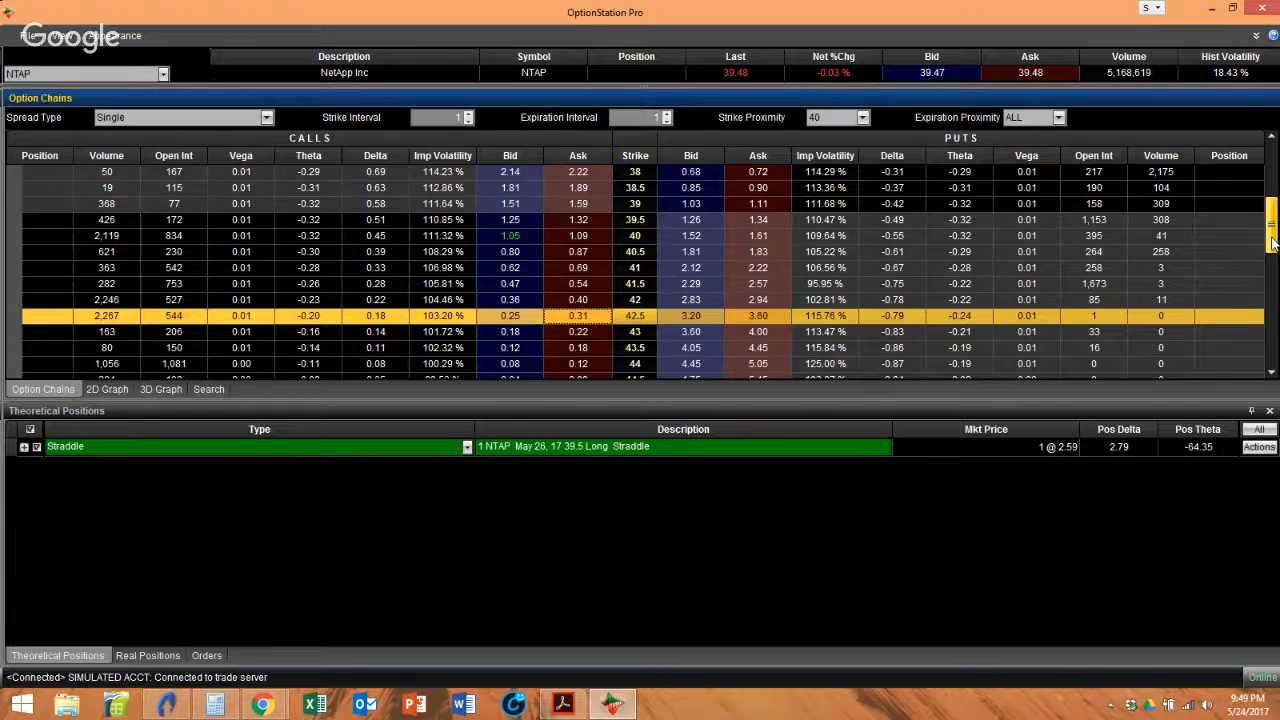 OptionStation Pro
S
File View Appearance
Google
Description Symbol Position Last Net %Chg Bid Ask Volume Hist Volatility
NTAP NetApp Inc NTAP 39.48 -0.03 % 39.47 39.48 5,168,619 18.43 %
Option Chains
Spread Type Single Strike Interval 1 Expiration Interval 1 Strike Proximity 40 Expiration Proximity ALL
CALLS PUTS
Position Volume Open Int Vega Theta Delta Imp Volatility Bid Ask Strike Bid Ask Imp Volatility Delta Theta Vega Open Int Volume Position
50 167 0.01 -0.29 0.69 114.23 % 2.14 2.22 38 0.68 0.72 114.29 % -0.31 -0.29 0.01 217 2,175
19 115 0.01 -0.31 0.63 112.86 % 1.81 1.89 38.5 0.85 0.90 113.36 % -0.37 -0.31 0.01 190 104
368 77 0.01 -0.32 0.58 111.64 % 1.51 1.59 39 1.03 1.11 111.68 % -0.42 -0.32 0.01 158 309
426 172 0.01 -0.32 0.51 110.85 % 1.25 1.32 39.5 1.26 1.34 110.47 % -0.49 -0.32 0.01 1,153 308
2,119 834 0.01 -0.32 0.45 111.32 % 1.05 1.09 40 1.52 1.61 109.64 % -0.55 -0.32 0.01 395 41
621 230 0.01 -0.30 0.39 108.29 % 0.80 0.87 40.5 1.81 1.83 105.22 % -0.61 -0.29 0.01 264 258
363 542 0.01 -0.28 0.33 106.98 % 0.62 0.69 41 2.12 2.22 106.56 % -0.67 -0.28 0.01 258 3
282 753 0.01 -0.26 0.28 105.81 % 0.47 0.54 41.5 2.29 2.57 95.95 % -0.75 -0.22 0.01 1,673 3
2,246 527 0.01 -0.23 0.22 104.46 % 0.36 0.40 42 2.83 2.94 102.81 % -0.78 -0.22 0.01 85 11
2,267 544 0.01 -0.20 0.18 103.20 % 0.25 0.31 42.5 3.20 3.60 115.76 % -0.79 -0.24 0.01 1 0
163 206 0.01 -0.16 0.14 101.72 % 0.18 0.22 43 3.60 4.00 113.47 % -0.83 -0.21 0.01 33 0
80 150 0.01 -0.14 0.11 102.32 % 0.12 0.18 43.5 4.05 4.45 115.84 % -0.86 -0.19 0.01 16 0
1,056 1,081 0.00 -0.11 0.08 100.29 % 0.08 0.12 44 4.45 5.05 125.00 % -0.87 -0.19 0.01 0 0
Option Chains 2D Graph 3D Graph Search
Theoretical Positions
Type Description Mkt Price Pos Delta Pos Theta All
Straddle 1 NTAP May 26, 17 39.5 Long Straddle 1 @ 2.59 2.79 -64.35 Actions
Theoretical Positions Real Positions Orders
<Connected> SIMULATED ACCT: Connected to trade server Online
9:49 PM
5/24/2017